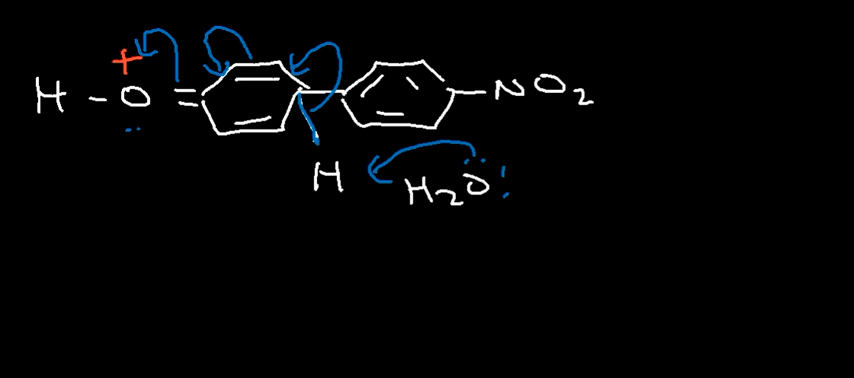 +
H - O = NO2
H H2O